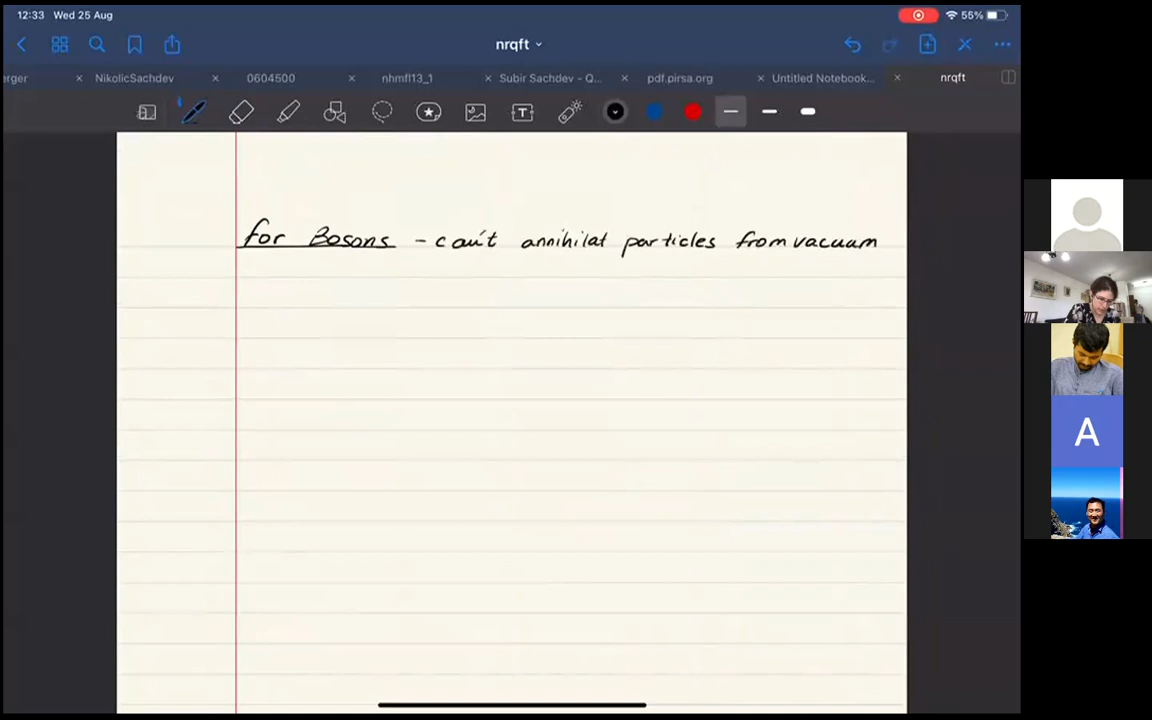 12:33 Wed 25 Aug
55%
nrqft
erger
NikolicSachdev
0604500
nhmfl13_1
Subir Sachdev - Q...
pdf.pirsa.org
Untitled Notebook...
nrqft
T
for Bosons - can't annihilat particles from vacuum
A